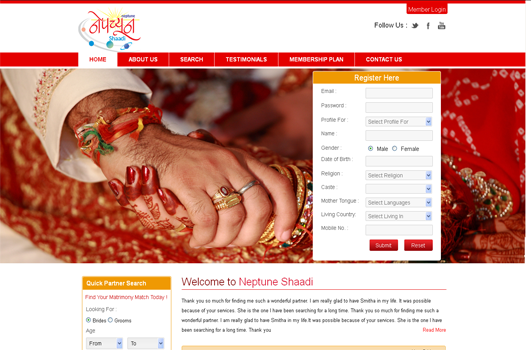 Member Login
नेपच्यून
neptune
Shaadi
Follow Us :
HOME
ABOUT US
SEARCH
TESTIMONIALS
MEMBERSHIP PLAN
CONTACT US
Register Here
Email :
Password :
Profile For : Select Profile For
Name :
Gender : Male Female
Date of Birth :
Religion : Select Religion
Caste :
Mother Tongue : Select Languages
Living Country: Select Living In
Mobile No. :
Submit Reset
Quick Partner Search
Find Your Matrimony Match Today !
Looking For :
Brides Grooms
Age
From To
Welcome to Neptune Shaadi
Thank you so much for finding me such a wonderful partner. I am really glad to have Smitha in my life. It was possible
because of your services. She is the one I have been searching for a long time. Thank you so much for finding me such a
wonderful partner. I am really glad to have Smitha in my life.It was possible because of your services. She is the one I have
been searching for a long time. Thank you
Read More